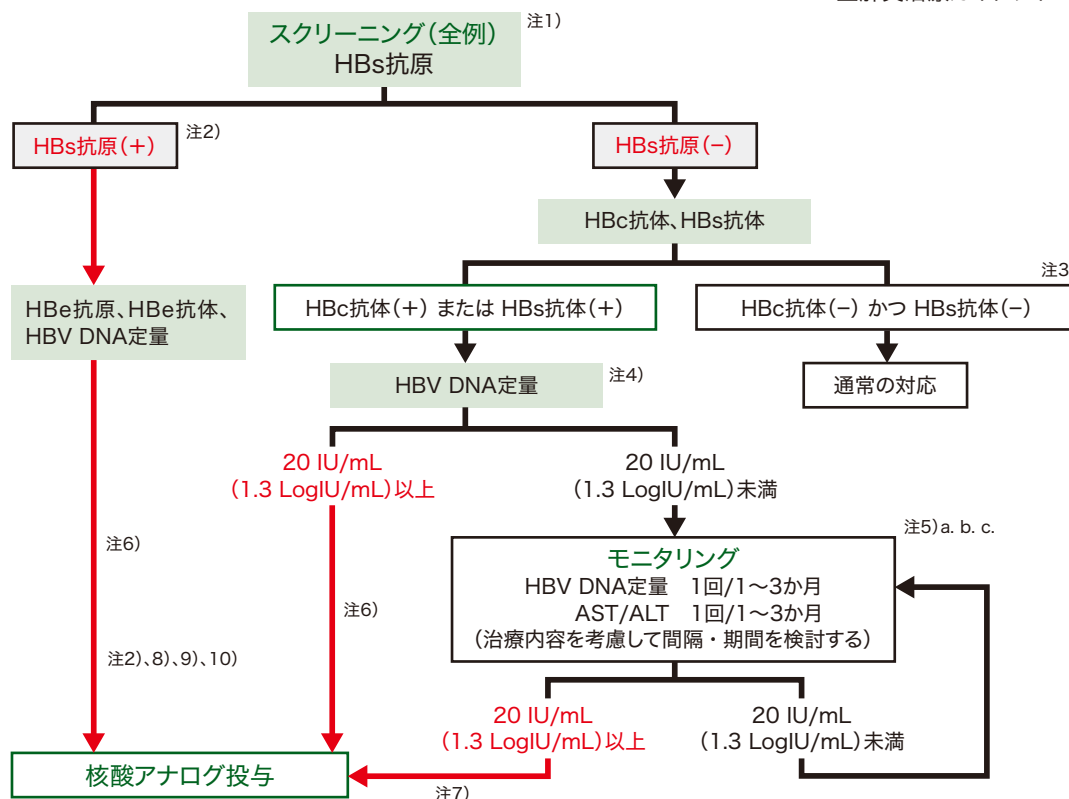 スクリーニング(全例)
HBs抗原
注1)
HBs抗原(+)
注2)
HBs抗原(−)
HBc抗体、HBs抗体
HBe抗原、HBe抗体、
HBV DNA定量
HBc抗体(+) または HBs抗体(+)
注3
HBc抗体(−) かつ HBs抗体(−)
HBV DNA定量
注4)
通常の対応
20 IU/mL
(1.3 LogIU/mL)以上
20 IU/mL
(1.3 LogIU/mL)未満
注5)a. b. c.
注6)
モニタリング
HBV DNA定量 1回/1〜3か月
AST/ALT 1回/1〜3か月
(治療内容を考慮して間隔・期間を検討する)
注6)
注2)、8)、9)、10)
20 IU/mL
(1.3 LogIU/mL)以上
20 IU/mL
(1.3 LogIU/mL)未満
核酸アナログ投与
注7)